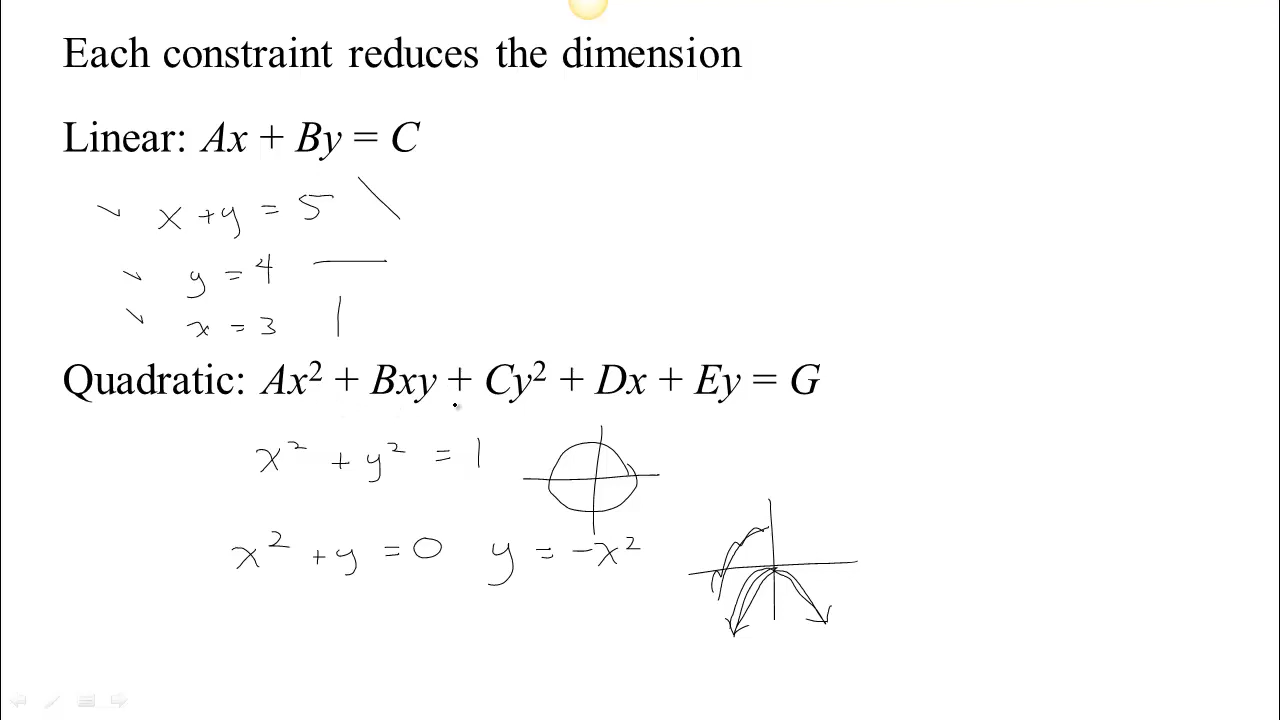 Each constraint reduces the dimension
Linear: Ax + By = C
x + y = 5
y = 4
x = 3
Quadratic: Ax² + Bxy + Cy² + Dx + Ey = G
x² + y² = 1
x² + y = 0 y = -x²